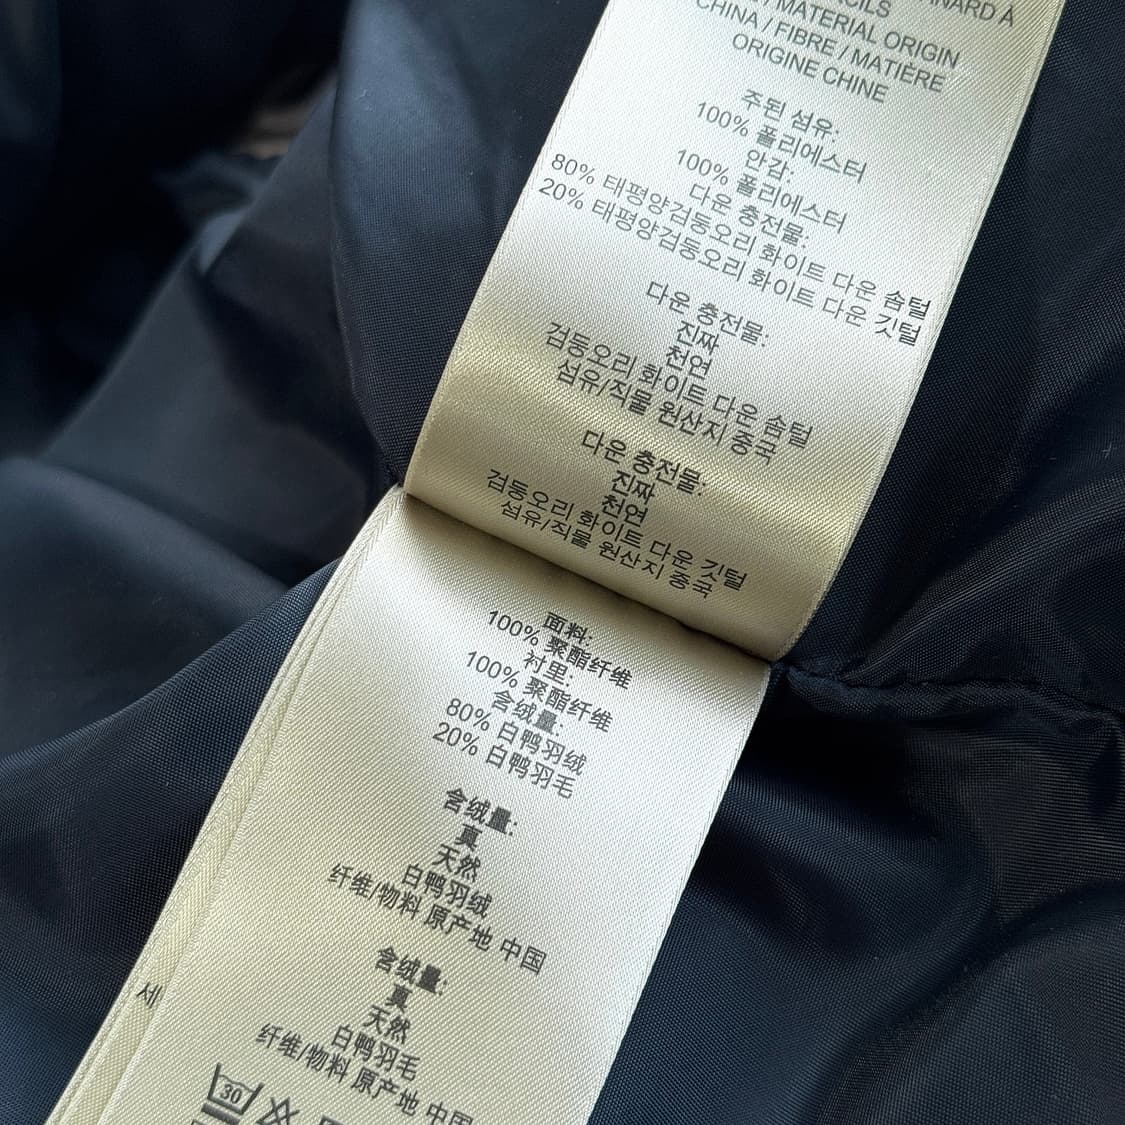 CILS
MATERIAL ORIGIN
CHINA / FIBRE / MATIÈRE
ORIGINE CHINE
주된 섬유:
100% 폴리에스터
안감:
100% 폴리에스터
다운 충전물:
80% 태평양검둥오리 화이트 다운 솜털
20% 태평양검둥오리 화이트 다운 깃털
다운 충전물:
진짜
천연
검둥오리 화이트 다운 솜털
섬유/직물 원산지 중국
다운 충전물:
진짜
천연
검둥오리 화이트 다운 깃털
섬유/직물 원산지 중국
面料:
100% 聚酯纤维
衬里:
100% 聚酯纤维
含绒量:
80% 白鸭羽绒
20% 白鸭羽毛
含绒量:
真
天然
白鸭羽绒
纤维/物料 原产地 中国
含绒量:
真
天然
白鸭羽毛
纤维/物料 原产地 中国
세
30